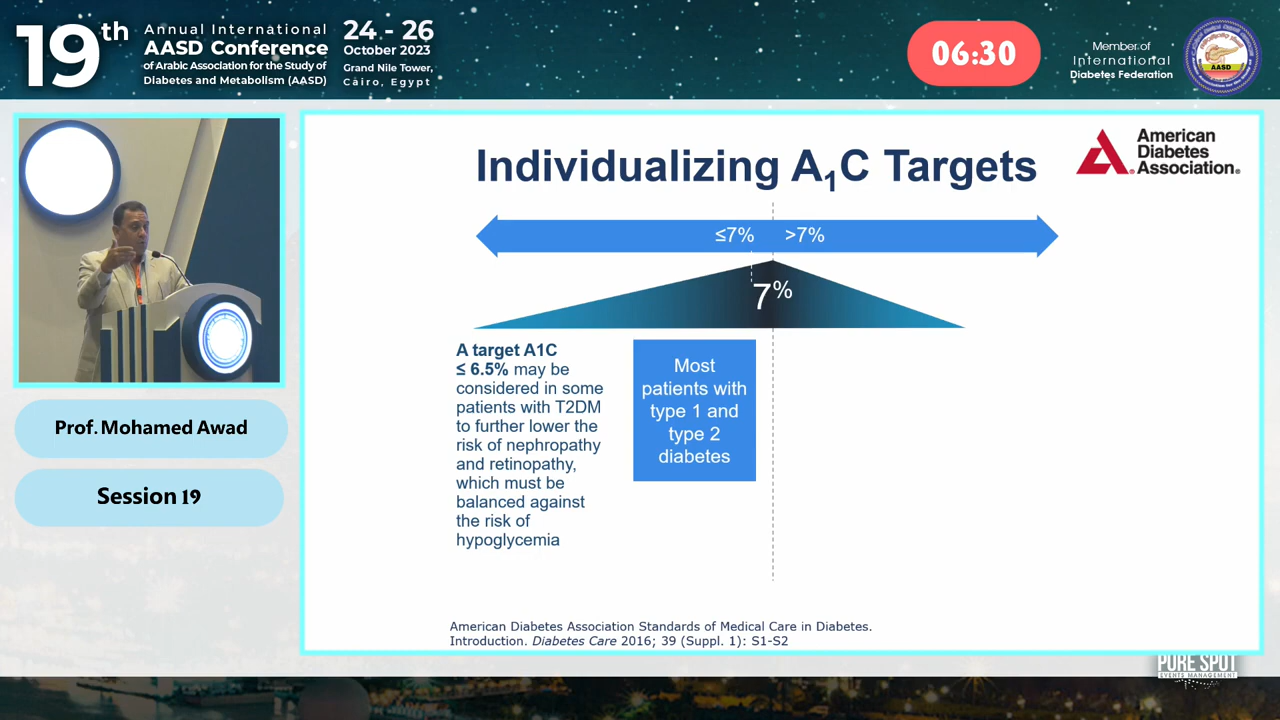 19th
Annual International
AASD Conference
of Arabic Association for the Study of
Diabetes and Metabolism (AASD)
24 - 26
October 2023
Grand Nile Tower,
Cairo, Egypt
06:30
Member of
International
Diabetes Federation
AASD
American
Diabetes
Association®
Individualizing A1C Targets
≤7% >7%
7%
A target A1C
≤ 6.5% may be
considered in some
patients with T2DM
to further lower the
risk of nephropathy
and retinopathy,
which must be
balanced against
the risk of
hypoglycemia
Most
patients with
type 1 and
type 2
diabetes
Prof. Mohamed Awad
Session 19
American Diabetes Association Standards of Medical Care in Diabetes.
Introduction. Diabetes Care 2016; 39 (Suppl. 1): S1-S2
PURE SPOT
EVENTS MANAGEMENT